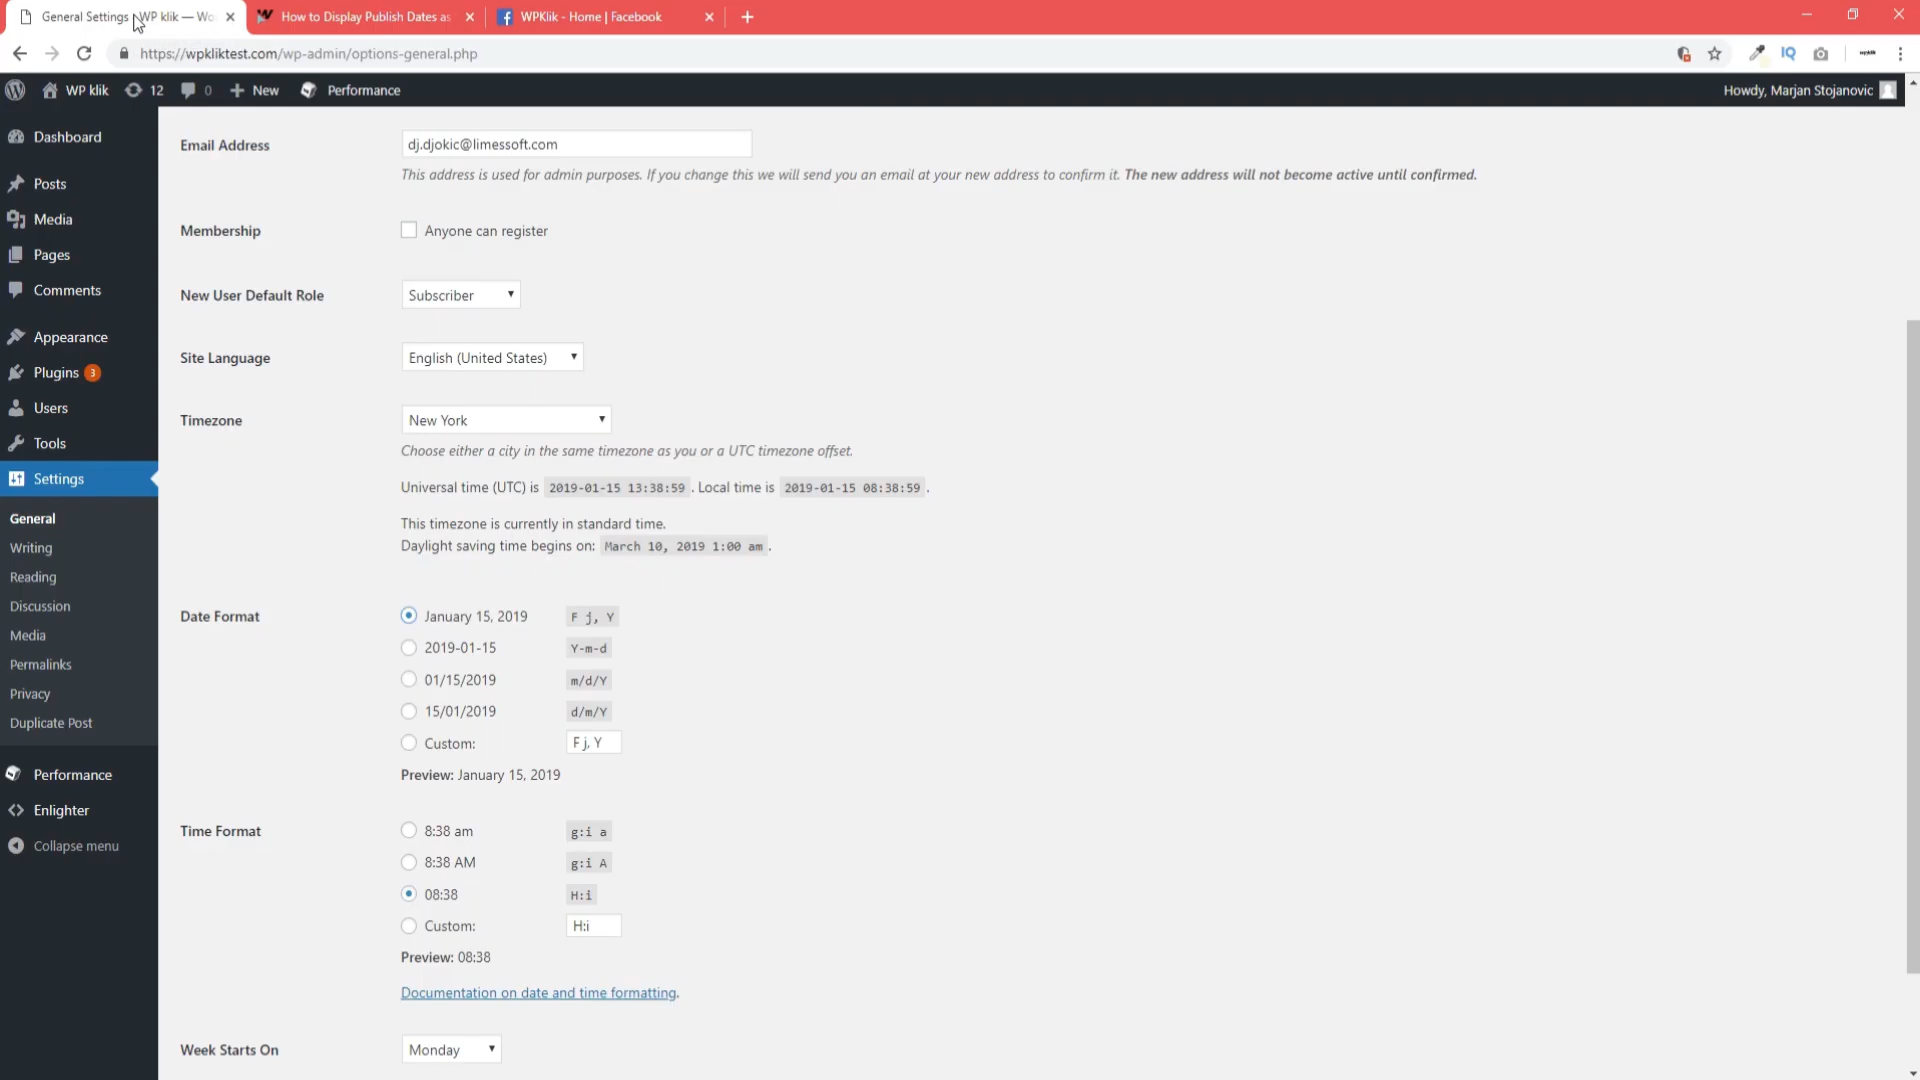 General Settings ‹ WP klik — Wo
How to Display Publish Dates as
WPKlik - Home | Facebook
https://wpkliktest.com/wp-admin/options-general.php
IQ
WP klik
12
0
New
Performance
Howdy, Marjan Stojanovic
Dashboard
Posts
Media
Pages
Comments
Appearance
Plugins 3
Users
Tools
Settings
General
Writing
Reading
Discussion
Media
Permalinks
Privacy
Duplicate Post
Performance
Enlighter
Collapse menu
Email Address
dj.djokic@limessoft.com
This address is used for admin purposes. If you change this we will send you an email at your new address to confirm it. The new address will not become active until confirmed.
Membership
Anyone can register
New User Default Role
Subscriber
Site Language
English (United States)
Timezone
New York
Choose either a city in the same timezone as you or a UTC timezone offset.
Universal time (UTC) is 2019-01-15 13:38:59 . Local time is 2019-01-15 08:38:59 .
This timezone is currently in standard time.
Daylight saving time begins on: March 10, 2019 1:00 am .
Date Format
January 15, 2019 F j, Y
2019-01-15 Y-m-d
01/15/2019 m/d/Y
15/01/2019 d/m/Y
Custom: F j, Y
Preview: January 15, 2019
Time Format
8:38 am g:i a
8:38 AM g:i A
08:38 H:i
Custom: H:i
Preview: 08:38
Documentation on date and time formatting.
Week Starts On
Monday